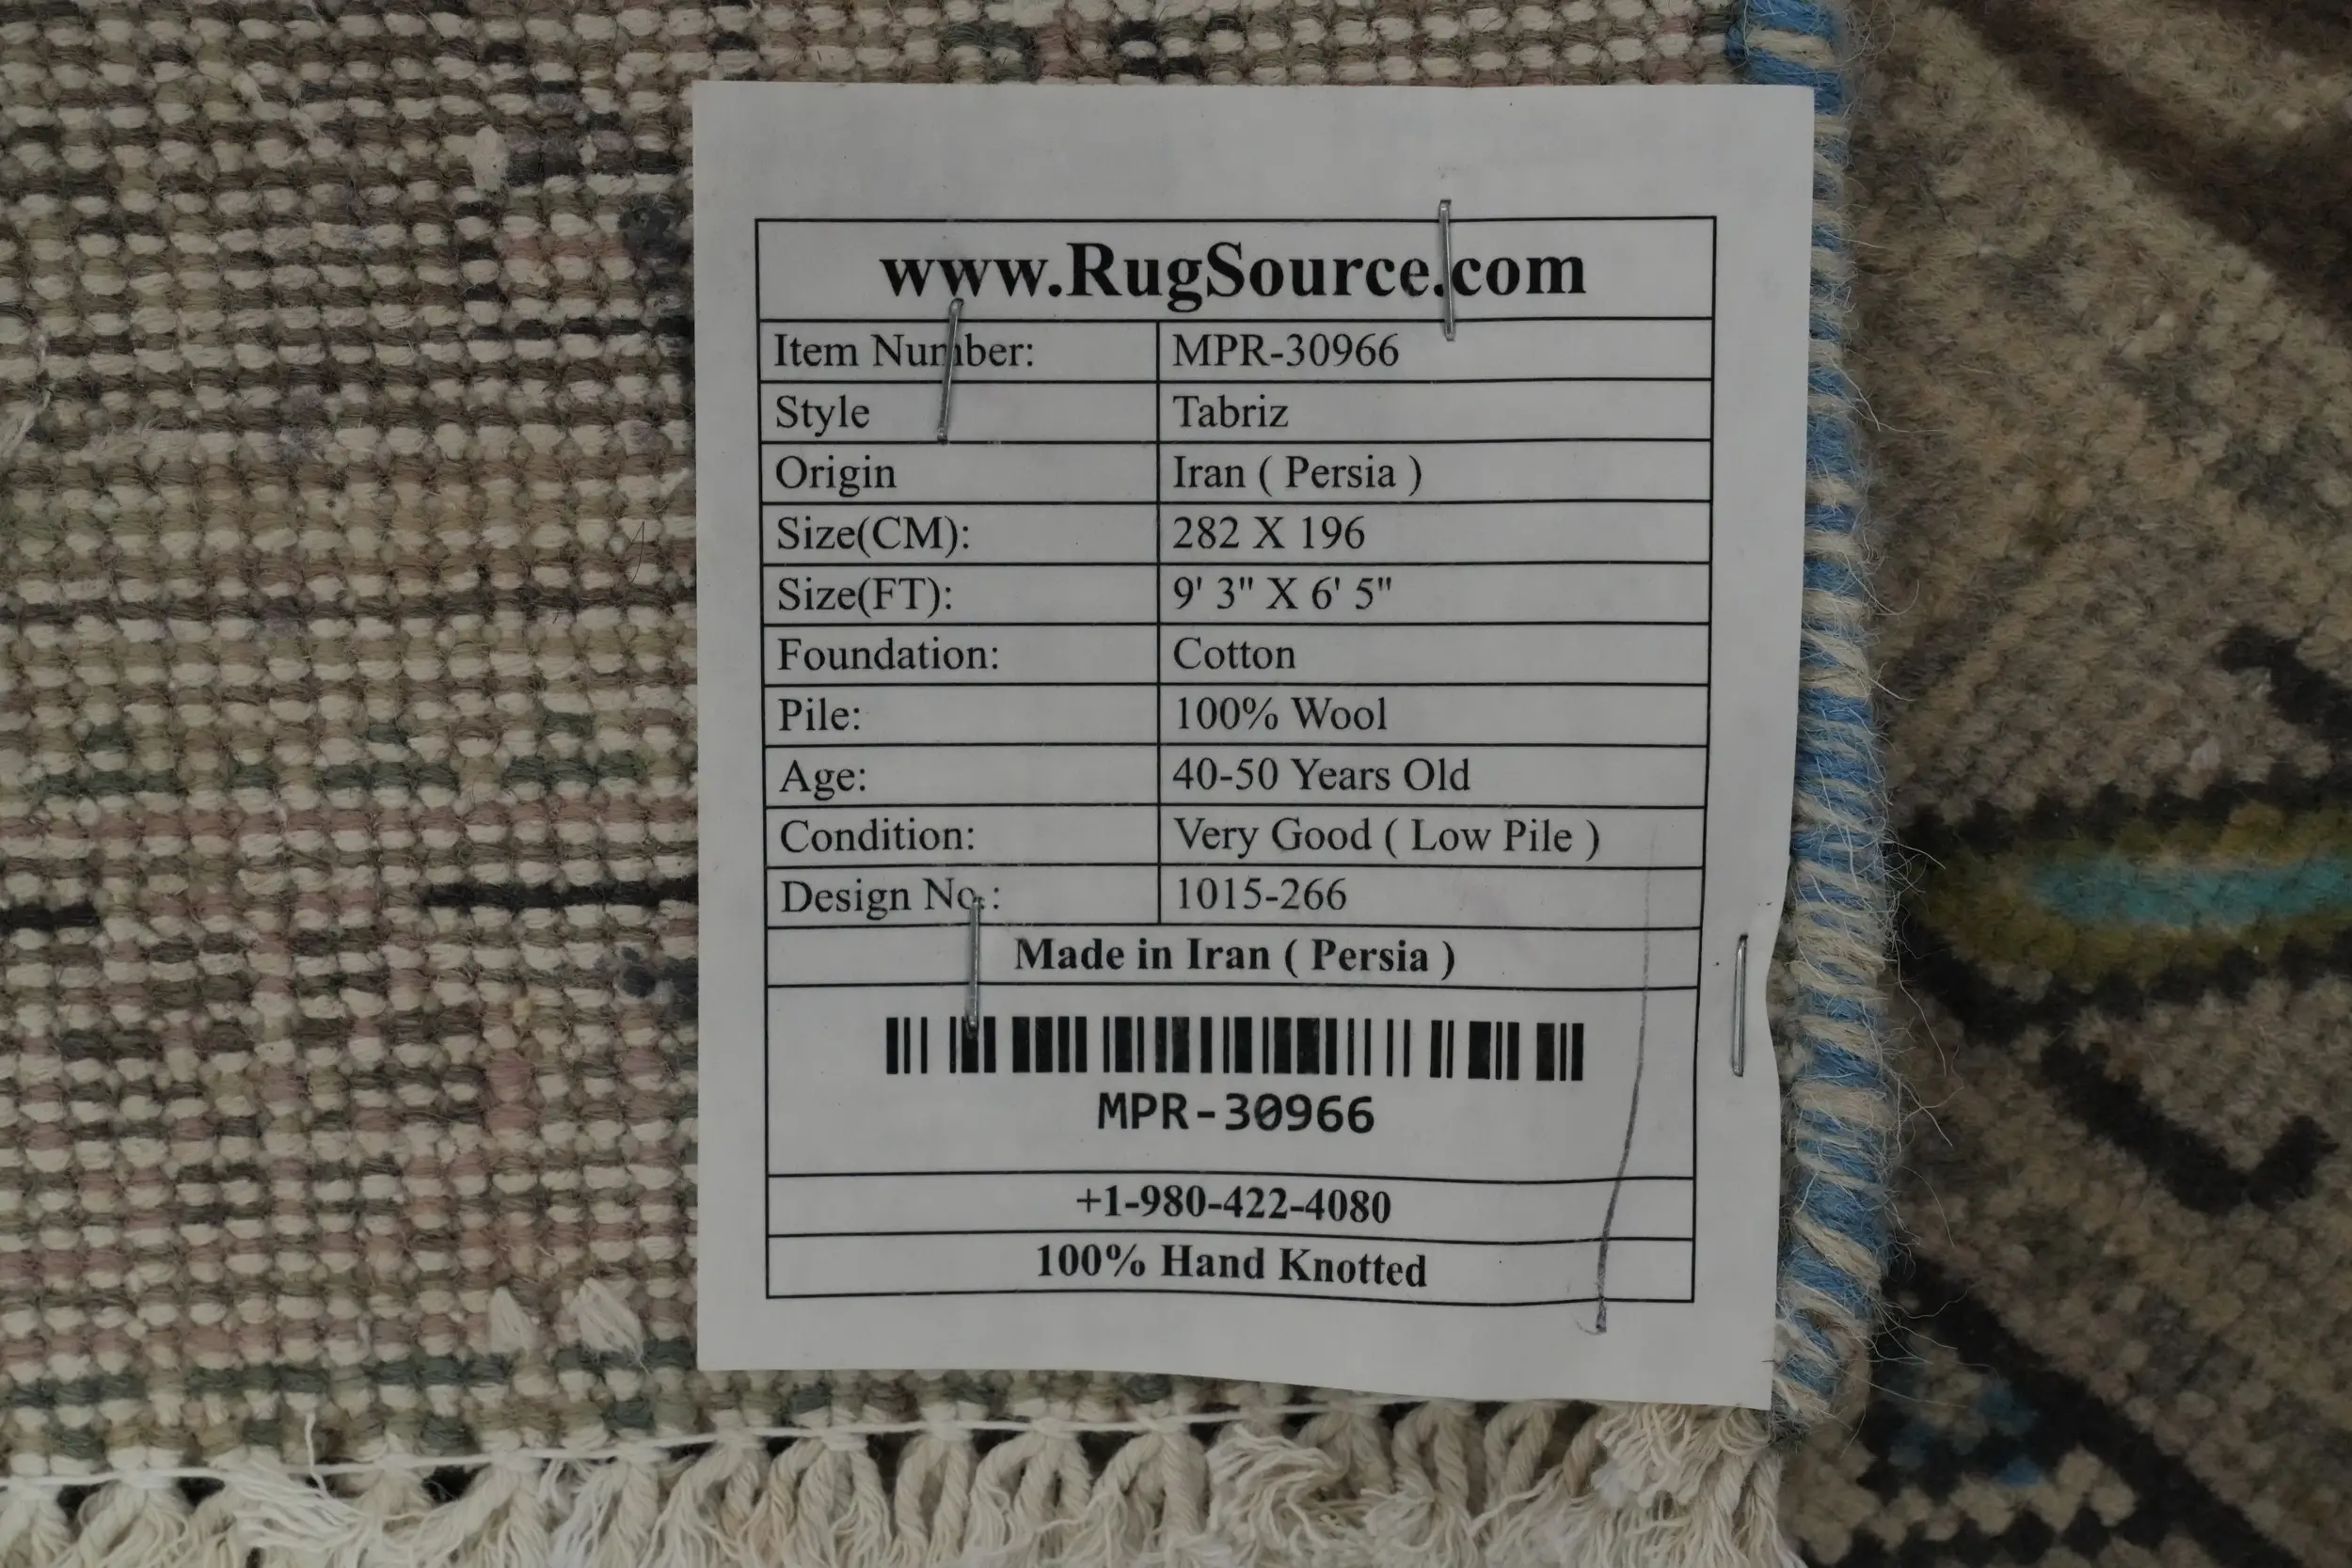 www.RugSource.com
Item Number: MPR-30966
Style Tabriz
Origin Iran ( Persia )
Size(CM): 282 X 196
Size(FT): 9' 3" X 6' 5"
Foundation: Cotton
Pile: 100% Wool
Age: 40-50 Years Old
Condition: Very Good ( Low Pile )
Design No.: 1015-266
Made in Iran ( Persia )
MPR-30966
+1-980-422-4080
100% Hand Knotted